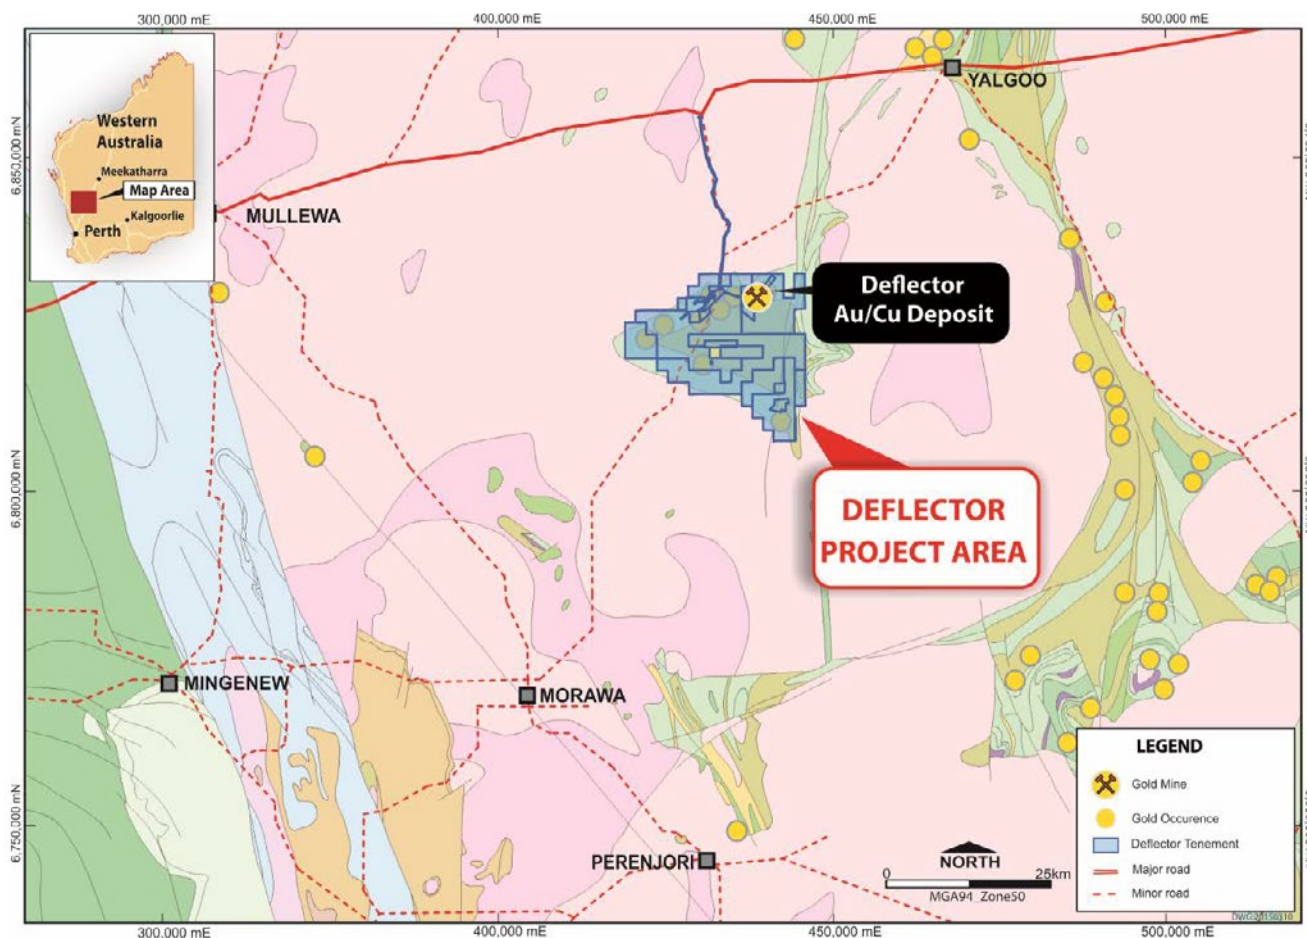 300,000 mE
400,000 mE
450,000 mE
500,000 mE
6,850,000 mN
6,800,000 mN
6,750,000 mN
Western
Australia
Meekatharra
Map Area
Kalgoorlie
Perth
YALGOO
MULLEWA
Deflector
Au/Cu Deposit
DEFLECTOR
PROJECT AREA
MINGENEW
MORAWA
PERENJORI
NORTH
0
25km
MGA94_Zone50
LEGEND
Gold Mine
Gold Occurence
Deflector Tenement
Major road
Minor road
DWG:20150310
300,000 mE
400,000 mE
450,000 mE
500,000 mE